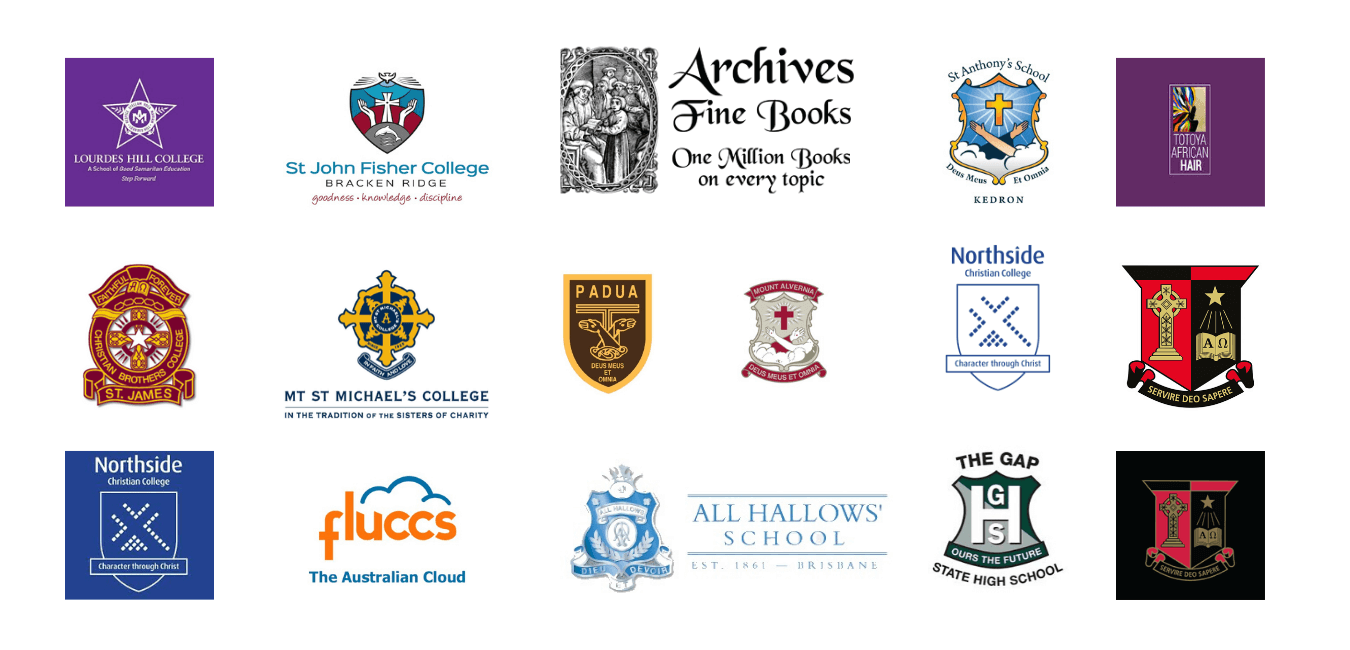 LOURDES HILL COLLEGE
A School of Good Samaritan Education
Step Forward
St John Fisher College
BRACKEN RIDGE
goodness • knowledge • discipline
Archives
Fine Books
One Million Books
on every topic
St Anthony's School
Deus Meus Et Omnia
KEDRON
TOTOYA
AFRICAN
HAIR
FAITHFUL FOREVER
CHRISTIAN BROTHERS COLLEGE
ST. JAMES
MT ST MICHAEL'S COLLEGE
A
IN FAITH AND LOVE
MT ST MICHAEL'S COLLEGE
IN THE TRADITION OF THE SISTERS OF CHARITY
PADUA
DEUS MEUS
ET
OMNIA
MOUNT ALVERNIA
DEUS MEUS ET OMNIA
Northside
Christian College
Character through Christ
A Ω
SERVIRE DEO SAPERE
Northside
Christian College
Character through Christ
fluccs
The Australian Cloud
ALL HALLOWS
DIEU DEVOIR
ET
ALL HALLOWS'
SCHOOL
EST. 1861 — BRISBANE
THE GAP
G
H
S
OURS THE FUTURE
STATE HIGH SCHOOL
A Ω
SERVIRE DEO SAPERE